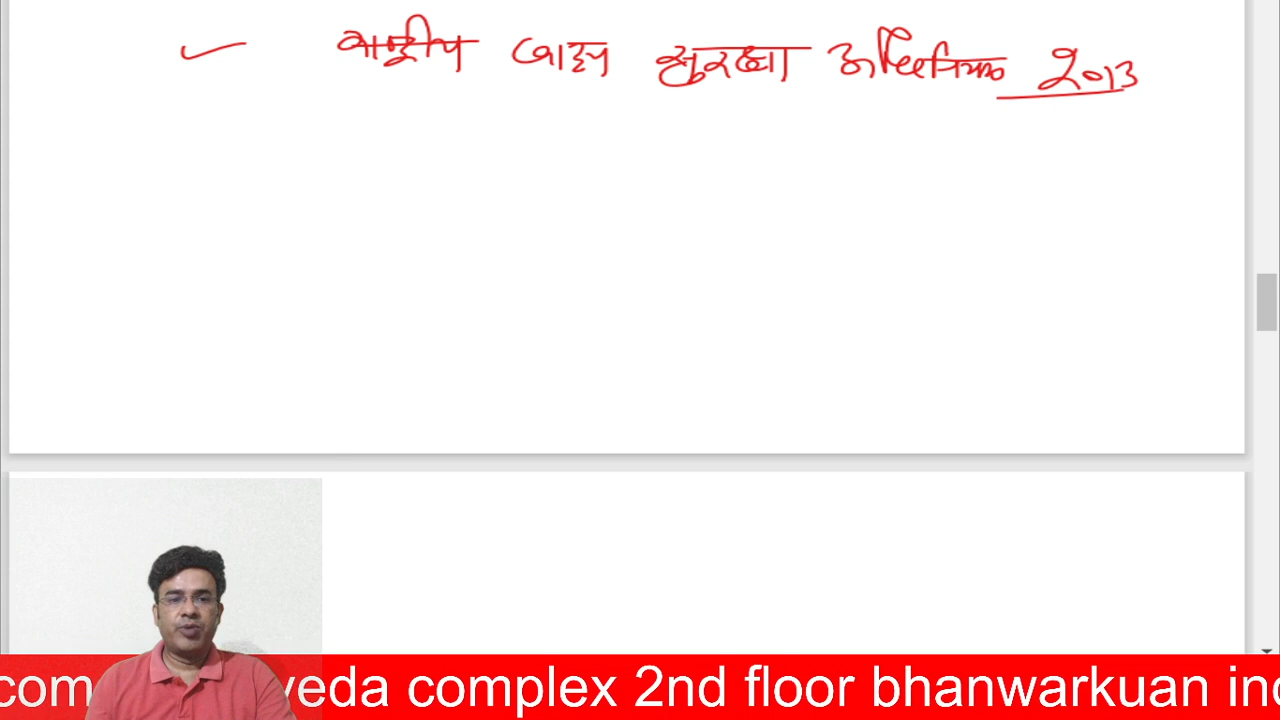 राष्ट्रीय खाद्य सुरक्षा अधिनियम 2013
com veda complex 2nd floor bhanwarkuan ind